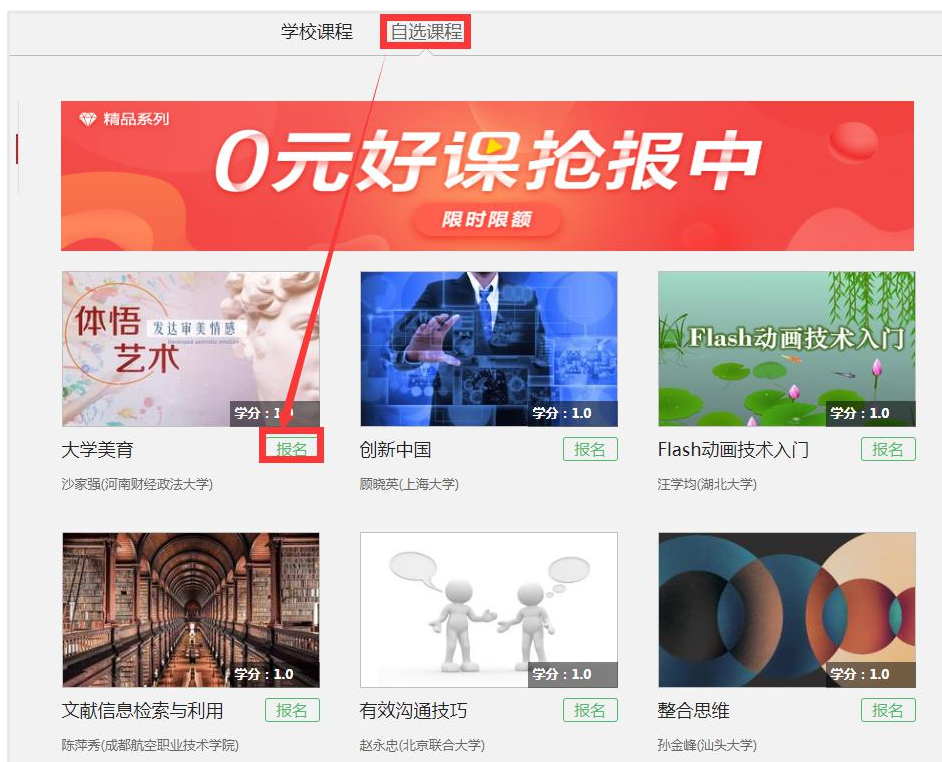 学校课程
自选课程
精品系列
0元好课抢报中
限时限额
体悟
艺术
发达审美情感
Developed aesthetic emotion
学分：1.0
学分：1.0
Flash动画技术入门
学分：1.0
大学美育
报名
创新中国
报名
Flash动画技术入门
报名
沙家强(河南财经政法大学)
顾晓英(上海大学)
汪学均(湖北大学)
学分：1.0
学分：1.0
学分：1.0
文献信息检索与利用
报名
有效沟通技巧
报名
整合思维
报名
陈萍秀(成都航空职业技术学院)
赵永忠(北京联合大学)
孙金峰(汕头大学)